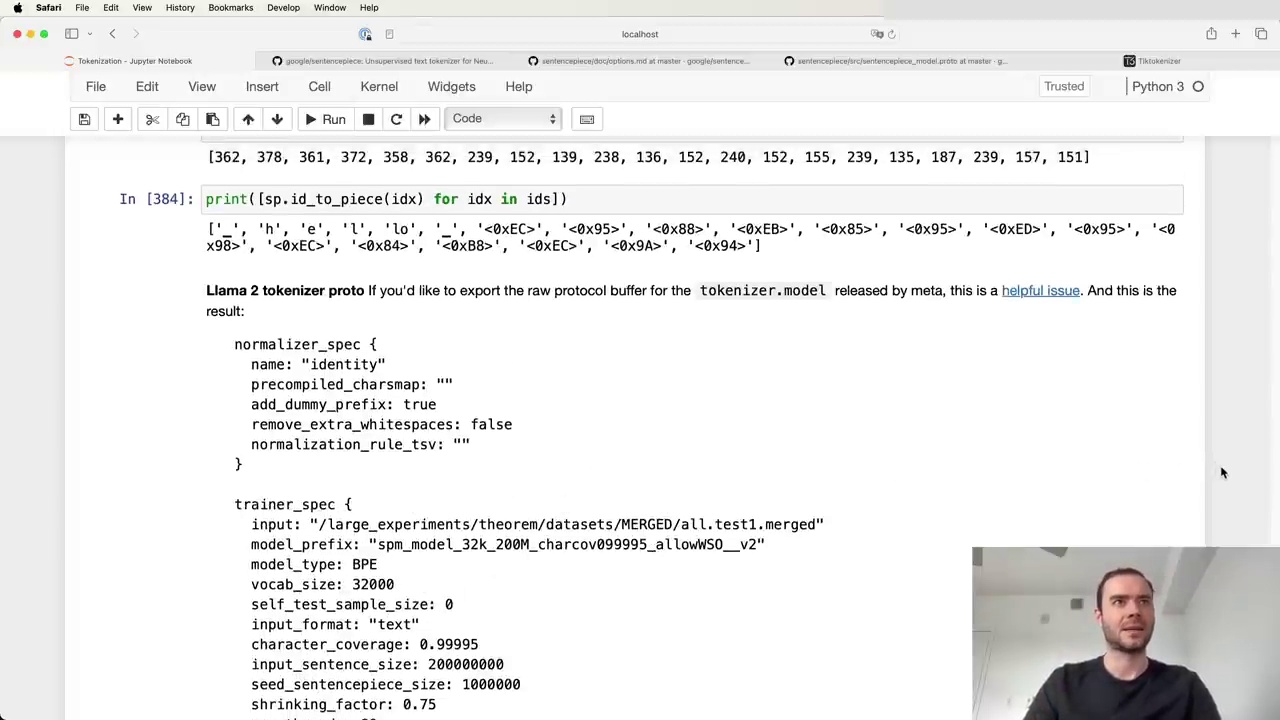 Safari File Edit View History Bookmarks Develop Window Help
localhost
Tokenization - Jupyter Notebook
google/sentencepiece: Unsupervised text tokenizer for Neu...
sentencepiece/doc/options.md at master · google/sentence...
sentencepiece/src/sentencepiece_model.proto at master · g...
Tiktokenizer
File Edit View Insert Cell Kernel Widgets Help Trusted Python 3
Run Code
[362, 378, 361, 372, 358, 362, 239, 152, 139, 238, 136, 152, 240, 152, 155, 239, 135, 187, 239, 157, 151]
In [384]: print([sp.id_to_piece(idx) for idx in ids])
['▁', 'h', 'e', 'l', 'lo', '▁', '<0xEC>', '<0x95>', '<0x88>', '<0xEB>', '<0x85>', '<0x95>', '<0xED>', '<0x95>', '<0
x98>', '<0xEC>', '<0x84>', '<0xB8>', '<0xEC>', '<0x9A>', '<0x94>']
Llama 2 tokenizer proto If you'd like to export the raw protocol buffer for the tokenizer.model released by meta, this is a helpful issue. And this is the
result:
normalizer_spec {
name: "identity"
precompiled_charsmap: ""
add_dummy_prefix: true
remove_extra_whitespaces: false
normalization_rule_tsv: ""
}
trainer_spec {
input: "/large_experiments/theorem/datasets/MERGED/all.test1.merged"
model_prefix: "spm_model_32k_200M_charcov099995_allowWSO__v2"
model_type: BPE
vocab_size: 32000
self_test_sample_size: 0
input_format: "text"
character_coverage: 0.99995
input_sentence_size: 200000000
seed_sentencepiece_size: 1000000
shrinking_factor: 0.75